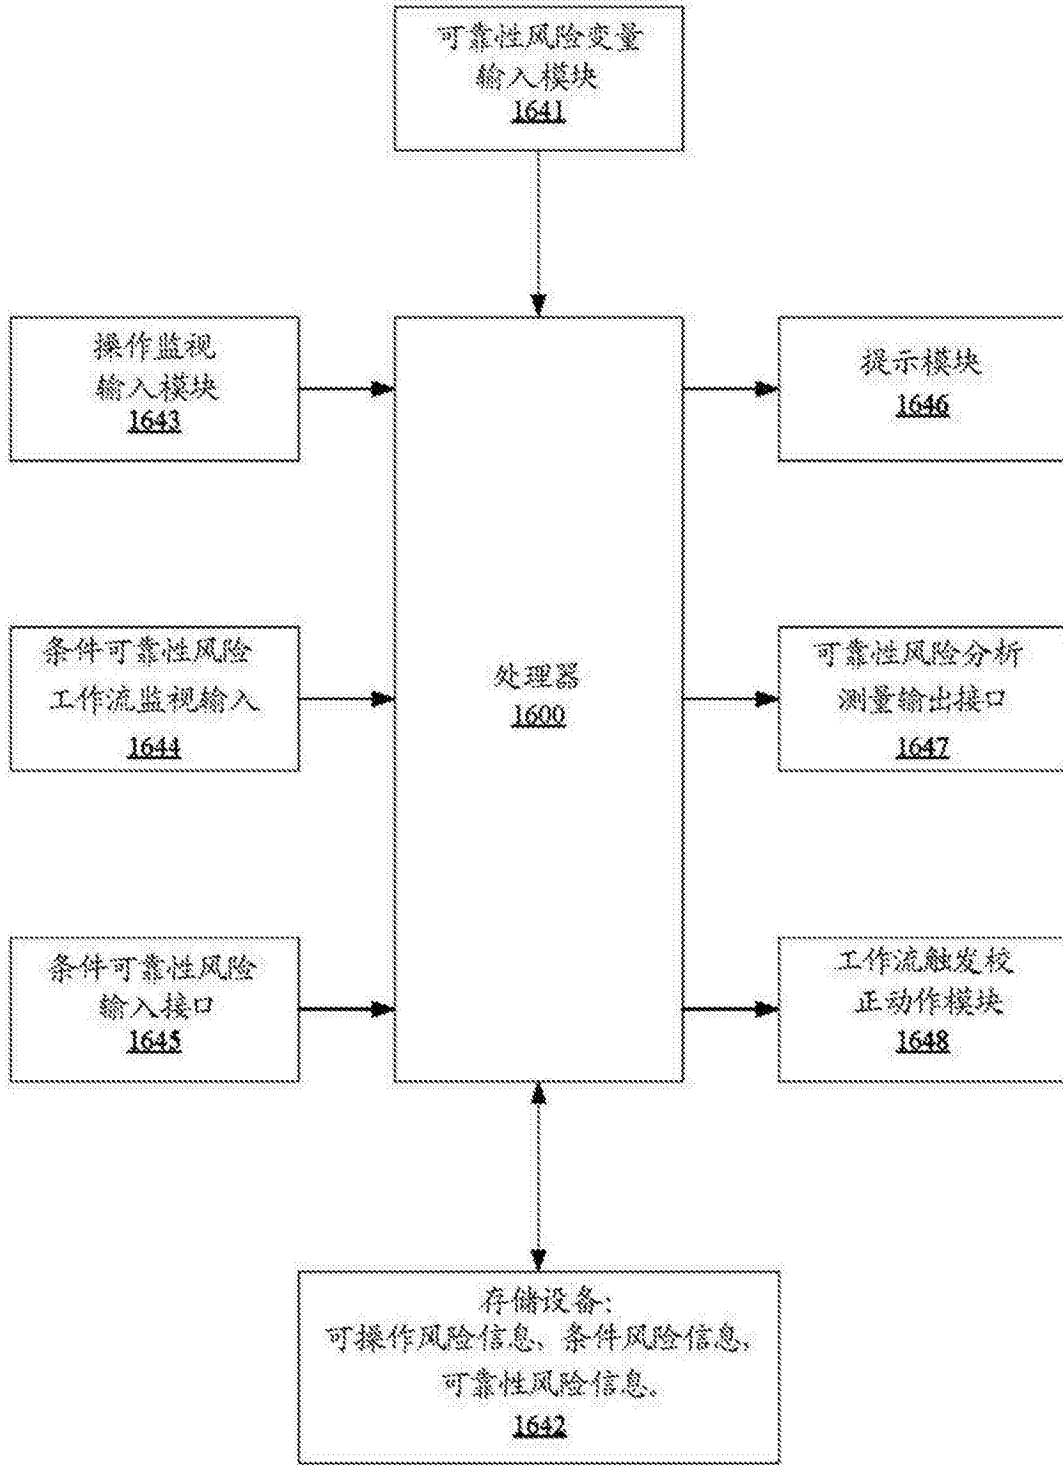 可靠性风险变量
输入模块
1641
操作监视
输入模块
1643
提示模块
1646
条件可靠性风险
工作流监视输入
1644
处理器
1600
可靠性风险分析
测量输出接口
1647
条件可靠性风险
输入接口
1645
工作流触发校
正动作模块
1648
存储设备:
可操作风险信息、条件风险信息、
可靠性风险信息。
1642